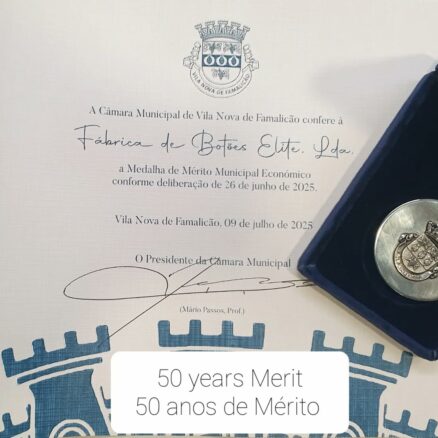 VILA NOVA DE FAMALICÃO
A Câmara Municipal de Vila Nova de Famalicão confere à
Fábrica de Botões Elite, Lda.
a Medalha de Mérito Municipal Económico
conforme deliberação de 26 de junho de 2025.
Vila Nova de Famalicão, 09 de julho de 2025
O Presidente da Câmara Municipal
(Mário Passos, Prof.)
50 years Merit
50 anos de Mérito